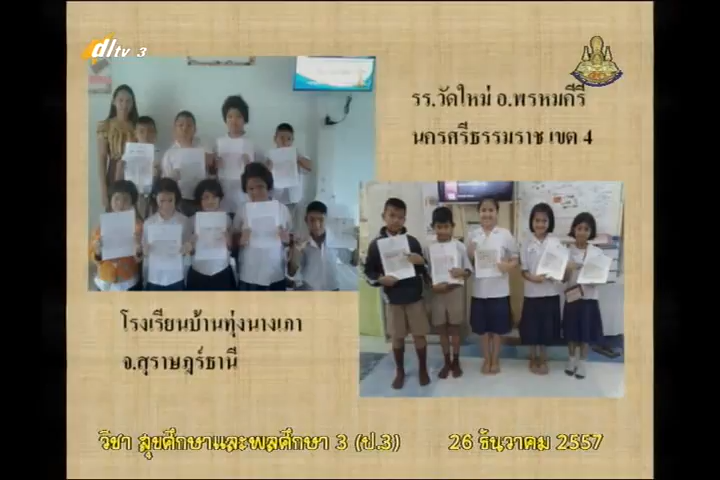 dltv 3
รร.วัดใหม่ อ.พรหมคีรี
นครศรีธรรมราช เขต 4
โรงเรียนบ้านทุ่งนางเภา
จ.สุราษฎร์ธานี
วิชา สุขศึกษาและพลศึกษา 3 (ป.3) 26 ธันวาคม 2557